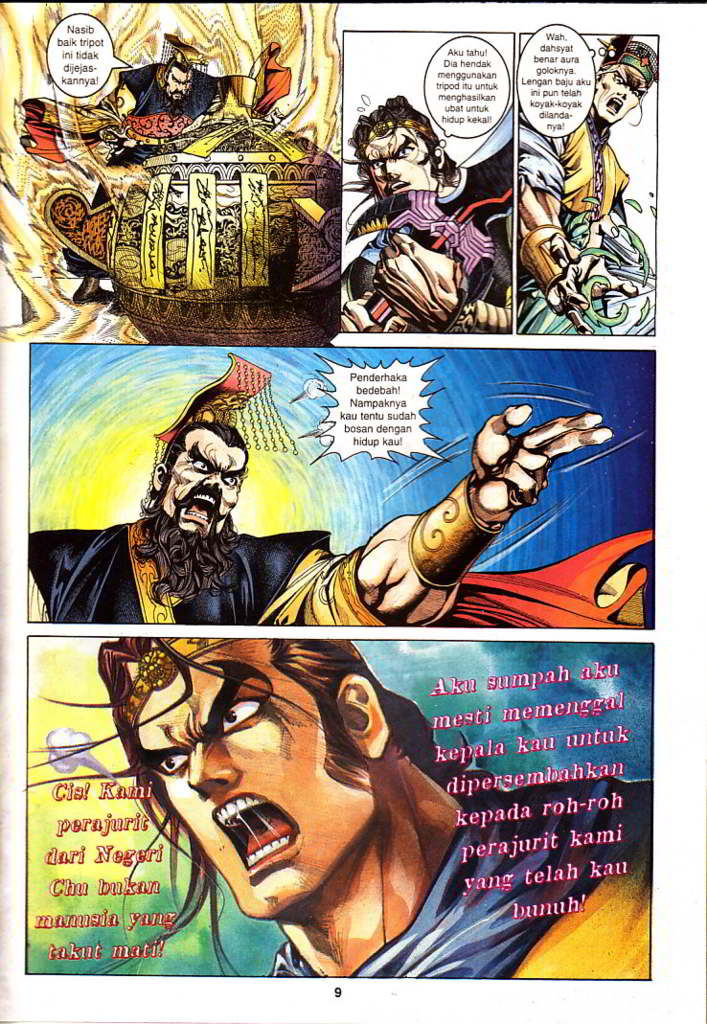 Nasib
baik tripot
ini tidak
dijejas-
kannya!
Aku tahu!
Dia hendak
menggunakan
tripod itu untuk
menghasilkan
ubat untuk
hidup kekal!
Wah,
dahsyat
benar aura
goloknya.
Lengan baju aku
ini pun telah
koyak-koyak
dilanda-
nya!
Penderhaka
bedebah!
Nampaknya
kau tentu sudah
bosan dengan
hidup kau!
Cis! Kami
perajurit
dari Negeri
Chu bukan
manusia yang
takut mati!
Aku sumpah aku
mesti memenggal
kepala kau untuk
dipersembahkan
kepada roh-roh
perajurit kami
yang telah kau
bunuh!
9